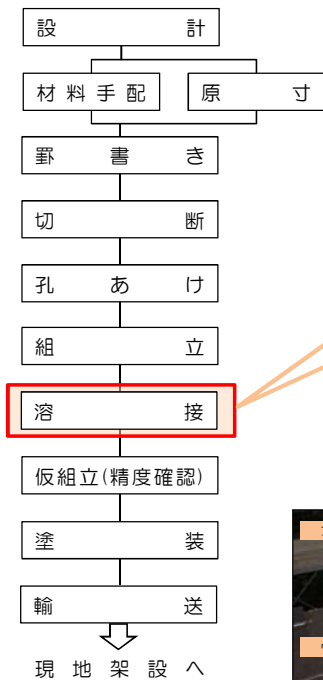 設計
材料手配 原寸
罫書き
切断
孔あけ
組立
溶接
仮組立(精度確認)
塗装
輸送
現地架設へ